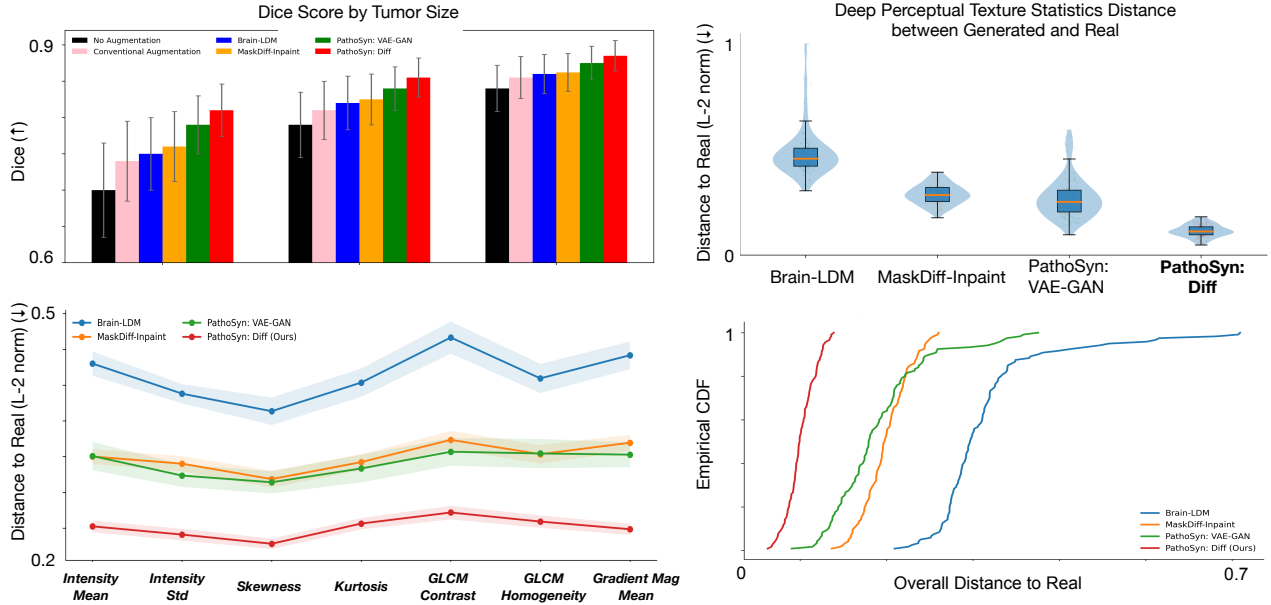 Dice Score by Tumor Size
0.9
No Augmentation
Conventional Augmentation
Brain-LDM
MaskDiff-Inpaint
PathoSyn: VAE-GAN
PathoSyn: Diff
Dice (↑)
0.6
Deep Perceptual Texture Statistics Distance
between Generated and Real
Distance to Real (L-2 norm) (↓)
1
0
Brain-LDM
MaskDiff-Inpaint
PathoSyn:
VAE-GAN
PathoSyn:
Diff
0.5
Brain-LDM
MaskDiff-Inpaint
PathoSyn: VAE-GAN
PathoSyn: Diff (Ours)
Distance to Real (L-2 norm) (↓)
0.2
Intensity
Mean
Intensity
Std
Skewness
Kurtosis
GLCM
Contrast
GLCM
Homogeneity
Gradient Mag
Mean
1
Empirical CDF
Brain-LDM
MaskDiff-Inpaint
PathoSyn: VAE-GAN
PathoSyn: Diff (Ours)
0
Overall Distance to Real
0.7